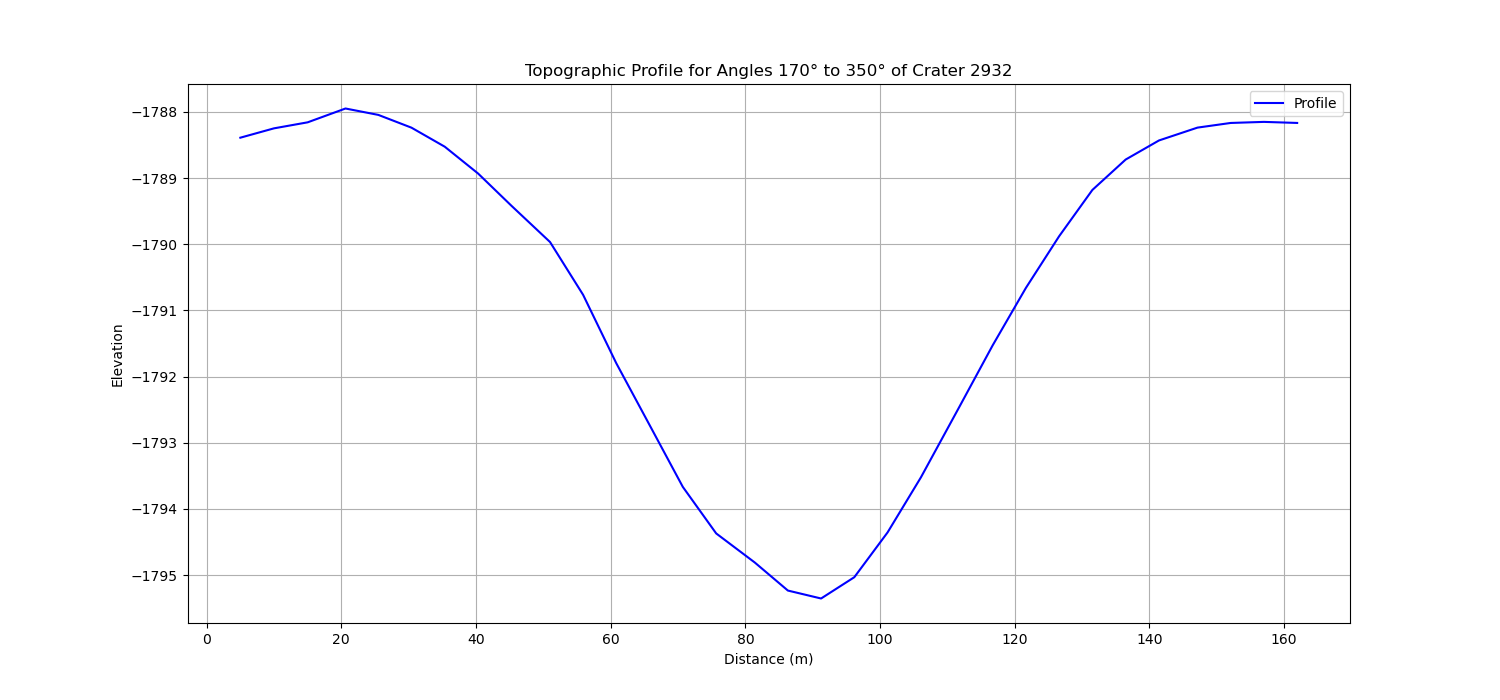 Topographic Profile for Angles 170° to 350° of Crater 2932
Profile
−1788
−1789
−1790
−1791
−1792
−1793
−1794
−1795
Elevation
0 20 40 60 80 100 120 140 160
Distance (m)